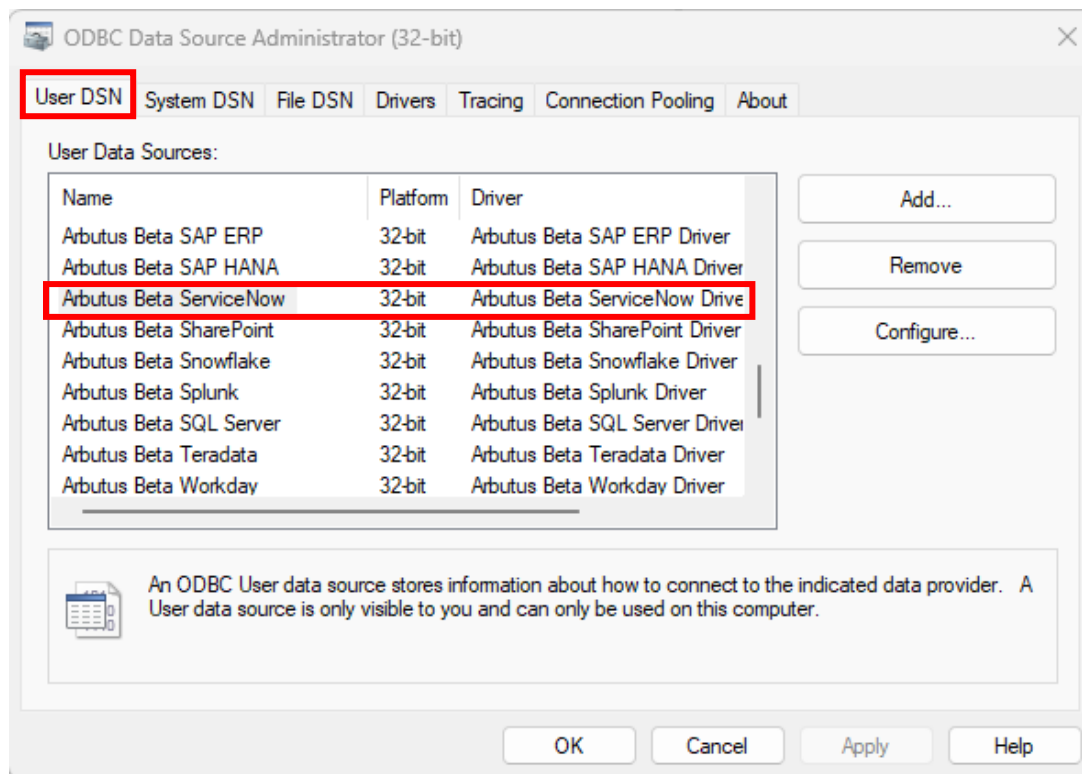 ODBC Data Source Administrator (32-bit)
User DSN System DSN File DSN Drivers Tracing Connection Pooling About
User Data Sources:
Name Platform Driver
Arbutus Beta SAP ERP 32-bit Arbutus Beta SAP ERP Driver
Arbutus Beta SAP HANA 32-bit Arbutus Beta SAP HANA Driver
Arbutus Beta ServiceNow 32-bit Arbutus Beta ServiceNow Drive
Arbutus Beta SharePoint 32-bit Arbutus Beta SharePoint Driver
Arbutus Beta Snowflake 32-bit Arbutus Beta Snowflake Driver
Arbutus Beta Splunk 32-bit Arbutus Beta Splunk Driver
Arbutus Beta SQL Server 32-bit Arbutus Beta SQL Server Driver
Arbutus Beta Teradata 32-bit Arbutus Beta Teradata Driver
Arbutus Beta Workday 32-bit Arbutus Beta Workday Driver
Add...
Remove
Configure...
An ODBC User data source stores information about how to connect to the indicated data provider. A
User data source is only visible to you and can only be used on this computer.
OK Cancel Apply Help